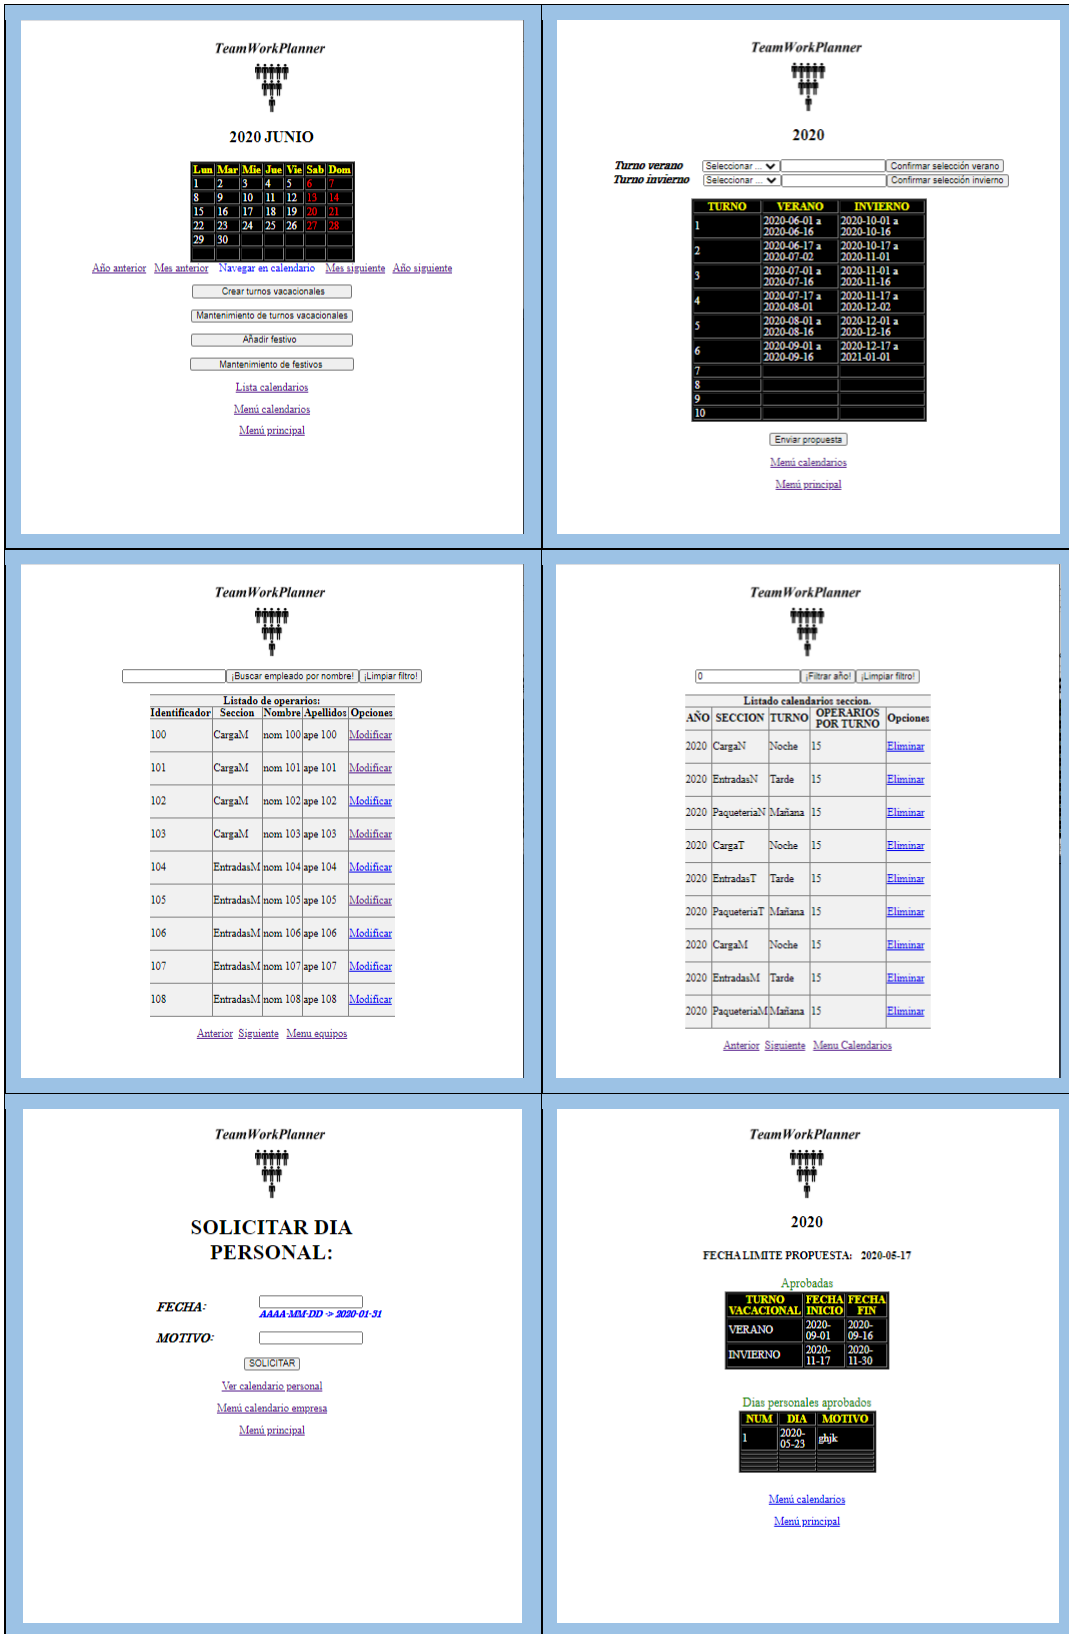 TeamWorkPlanner
2020 JUNIO
Lun Mar Mie Jue Vie Sab Dom
1 2 3 4 5 6 7
8 9 10 11 12 13 14
15 16 17 18 19 20 21
22 23 24 25 26 27 28
29 30
Año anterior Mes anterior Navegar en calendario Mes siguiente Año siguiente
Crear turnos vacacionales
Mantenimiento de turnos vacacionales
Añadir festivo
Mantenimiento de festivos
Lista calendarios
Menú calendarios
Menú principal
TeamWorkPlanner
2020
Turno verano Seleccionar ... Confirmar selección verano
Turno invierno Seleccionar ... Confirmar selección invierno
TURNO VERANO INVIERNO
1 2020-06-01 a 2020-06-16 2020-10-01 a 2020-10-16
2 2020-06-17 a 2020-07-02 2020-10-17 a 2020-11-01
3 2020-07-01 a 2020-07-16 2020-11-01 a 2020-11-16
4 2020-07-17 a 2020-08-01 2020-11-17 a 2020-12-02
5 2020-08-01 a 2020-08-16 2020-12-01 a 2020-12-16
6 2020-09-01 a 2020-09-16 2020-12-17 a 2021-01-01
7
8
9
10
Enviar propuesta
Menú calendarios
Menú principal
TeamWorkPlanner
¡Buscar empleado por nombre! ¡Limpiar filtro!
Listado de operarios:
Identificador Seccion Nombre Apellidos Opciones
100 CargaM nom 100 ape 100 Modificar
101 CargaM nom 101 ape 101 Modificar
102 CargaM nom 102 ape 102 Modificar
103 CargaM nom 103 ape 103 Modificar
104 EntradasM nom 104 ape 104 Modificar
105 EntradasM nom 105 ape 105 Modificar
106 EntradasM nom 106 ape 106 Modificar
107 EntradasM nom 107 ape 107 Modificar
108 EntradasM nom 108 ape 108 Modificar
Anterior Siguiente Menu equipos
TeamWorkPlanner
0 ¡Filtrar año! ¡Limpiar filtro!
Listado calendarios seccion.
AÑO SECCION TURNO OPERARIOS POR TURNO Opciones
2020 CargaN Noche 15 Eliminar
2020 EntradasN Tarde 15 Eliminar
2020 PaqueteriaN Mañana 15 Eliminar
2020 CargaT Noche 15 Eliminar
2020 EntradasT Tarde 15 Eliminar
2020 PaqueteriaT Mañana 15 Eliminar
2020 CargaM Noche 15 Eliminar
2020 EntradasM Tarde 15 Eliminar
2020 PaqueteriaM Mañana 15 Eliminar
Anterior Siguiente Menu Calendarios
TeamWorkPlanner
SOLICITAR DIA
PERSONAL:
FECHA:
AAAA-MM-DD -> 2020-01-31
MOTIVO:
SOLICITAR
Ver calendario personal
Menú calendario empresa
Menú principal
TeamWorkPlanner
2020
FECHA LIMITE PROPUESTA: 2020-05-17
Aprobadas
TURNO VACACIONAL FECHA INICIO FECHA FIN
VERANO 2020-09-01 2020-09-16
INVIERNO 2020-11-17 2020-11-30
Dias personales aprobados
NUM DIA MOTIVO
1 2020-05-23 ghjk
Menú calendarios
Menú principal